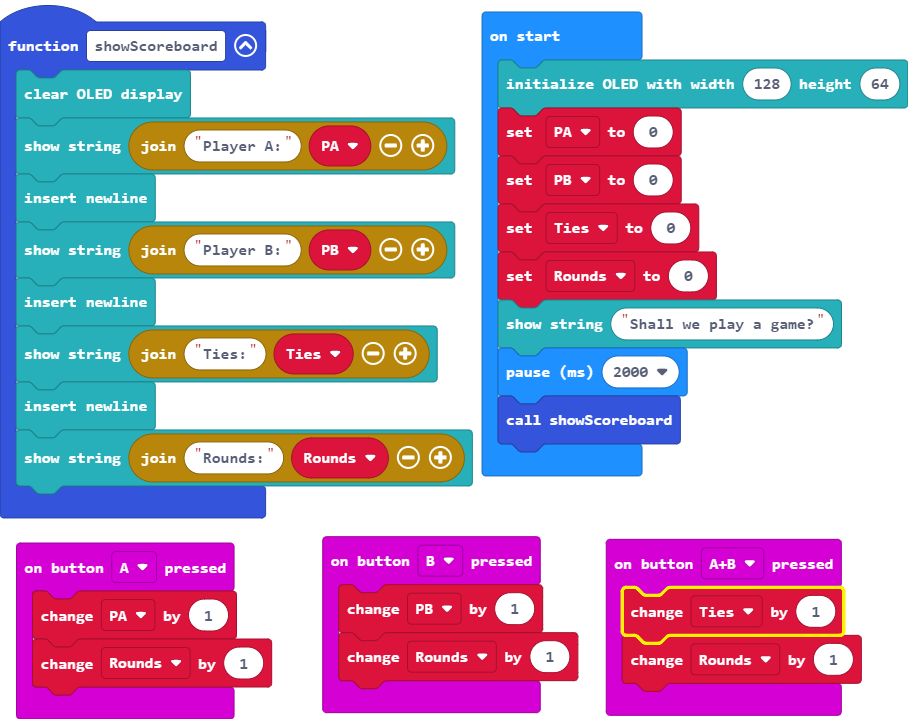 function showScoreboard
clear OLED display
show string join "Player A:" PA
insert newline
show string join "Player B:" PB
insert newline
show string join "Ties:" Ties
insert newline
show string join "Rounds:" Rounds
on start
initialize OLED with width 128 height 64
set PA to 0
set PB to 0
set Ties to 0
set Rounds to 0
show string "Shall we play a game?"
pause (ms) 2000
call showScoreboard
on button A pressed
change PA by 1
change Rounds by 1
on button B pressed
change PB by 1
change Rounds by 1
on button A+B pressed
change Ties by 1
change Rounds by 1